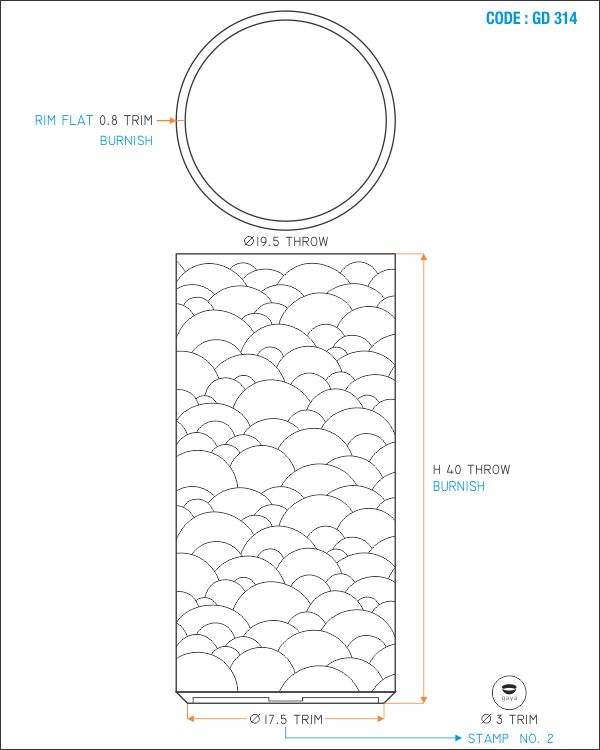 CODE : GD 314
RIM FLAT 0.8 TRIM
BURNISH
Ø19.5 THROW
H 40 THROW
BURNISH
gaya
Ø 17.5 TRIM
Ø 3 TRIM
STAMP NO. 2